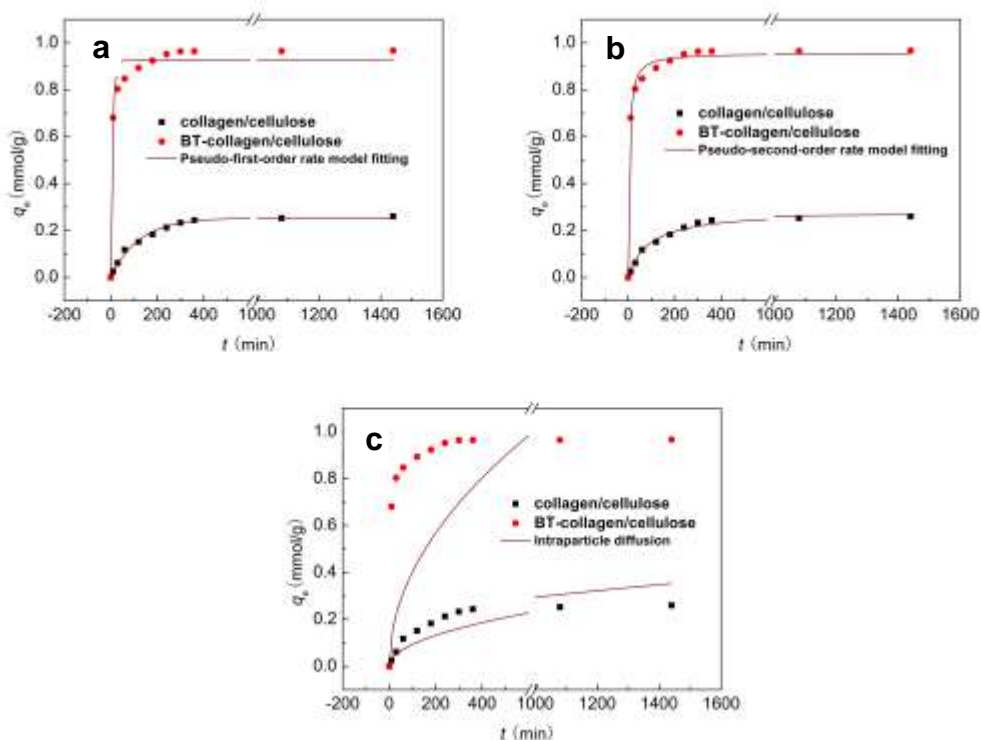 a
1.0
0.8
0.6
0.4
0.2
0.0
qe (mmol/g)
collagen/cellulose
BT-collagen/cellulose
Pseudo-first-order rate model fitting
-200 0 200 400 1000 1200 1400 1600
t (min)
b
1.0
0.8
0.6
0.4
0.2
0.0
qe (mmol/g)
collagen/cellulose
BT-collagen/cellulose
Pseudo-second-order rate model fitting
-200 0 200 400 1000 1200 1400 1600
t (min)
c
1.0
0.8
0.6
0.4
0.2
0.0
qe (mmol/g)
collagen/cellulose
BT-collagen/cellulose
Intraparticle diffusion
-200 0 200 400 1000 1200 1400 1600
t (min)